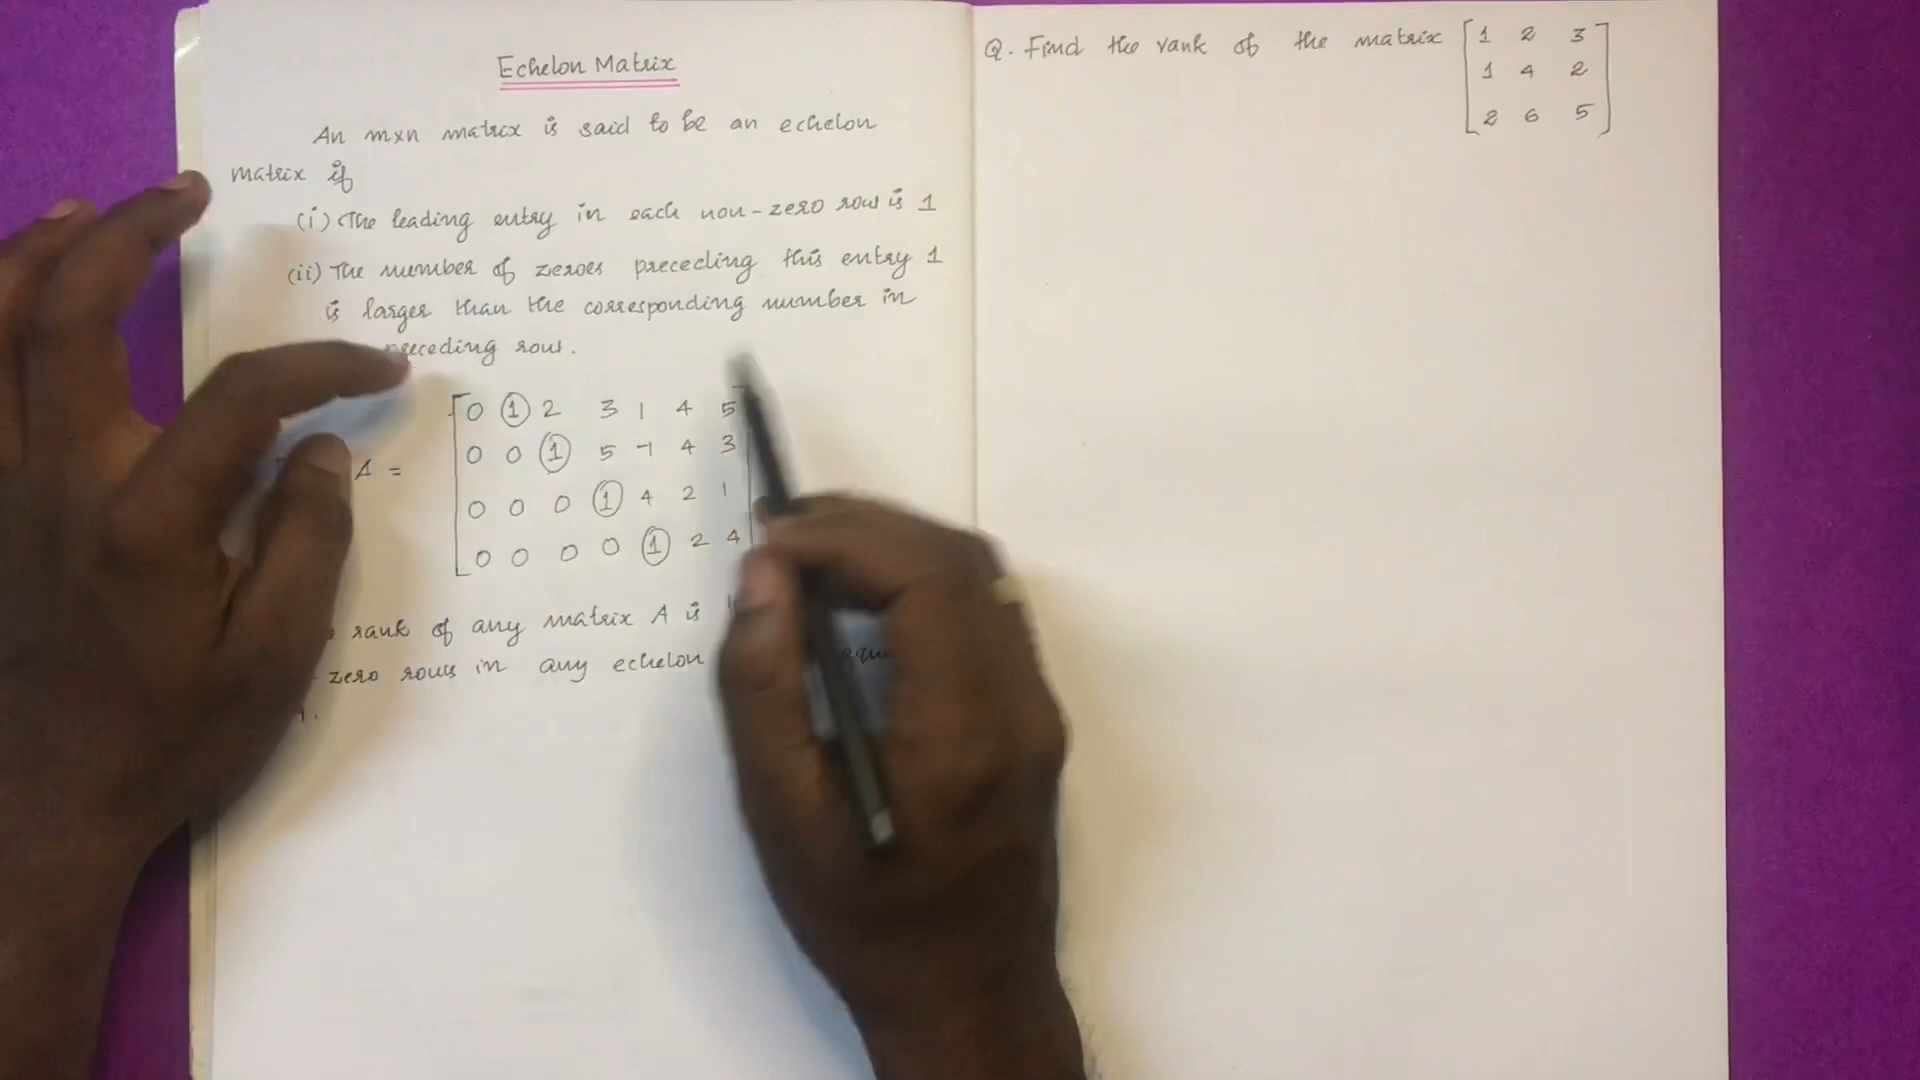 Echelon Matrix
An mxn matrix is said to be an echelon
matrix if
(i) The leading entry in each non-zero row is 1
(ii) The number of zeroes preceding this entry 1
is larger than the corresponding number in
preceding row.
A =
0 1 2 3 1 4 5
0 0 1 5 -1 4 3
0 0 0 1 4 2 1
0 0 0 0 1 2 4
rank of any matrix A is
zero rows in any echelon
Q. Find the rank of the matrix
1 2 3
1 4 2
2 6 5